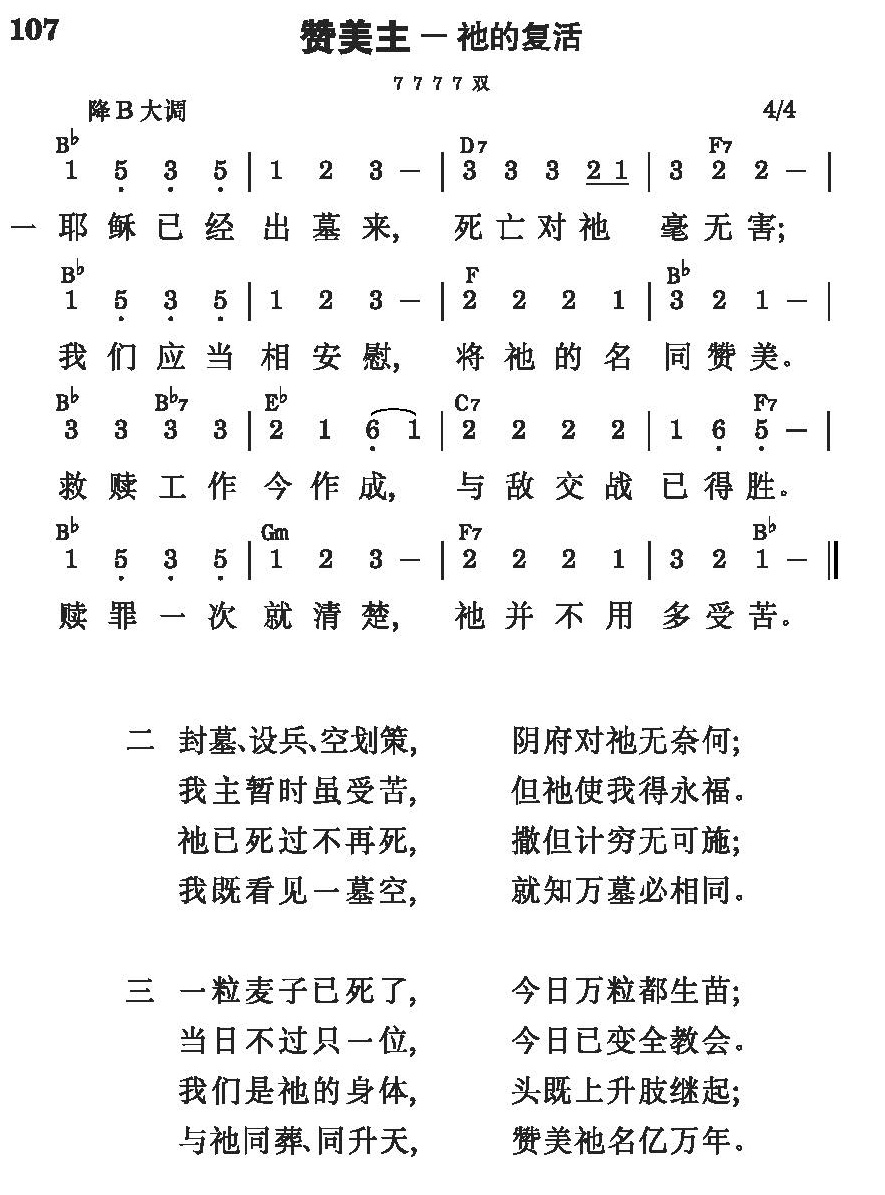 107
赞美主－祂的复活
7 7 7 7 双
降B大调 4/4
B♭ D7 F7
1 5̣ 3̣ 5̣ | 1 2 3 － | 3 3 3 2 1 | 3 2 2 － |
一 耶稣已经出墓来, 死亡对祂 毫无害;
B♭ F B♭
1 5̣ 3̣ 5̣ | 1 2 3 － | 2 2 2 1 | 3 2 1 － |
我们应当相安慰, 将祂的名同赞美。
B♭ B♭7 E♭ C7 F7
3 3 3 3 | 2 1 6̣ 1 | 2 2 2 2 | 1 6̣ 5̣ － |
救赎工作今作成, 与敌交战已得胜。
B♭ Gm F7 B♭
1 5̣ 3̣ 5̣ | 1 2 3 － | 2 2 2 1 | 3 2 1 － ‖
赎罪一次就清楚, 祂并不用多受苦。
二 封墓、设兵、空划策, 阴府对祂无奈何;
我主暂时虽受苦, 但祂使我得永福。
祂已死过不再死, 撒但计穷无可施;
我既看见一墓空, 就知万墓必相同。
三 一粒麦子已死了, 今日万粒都生苗;
当日不过只一位, 今日已变全教会。
我们是祂的身体, 头既上升肢继起;
与祂同葬、同升天, 赞美祂名亿万年。